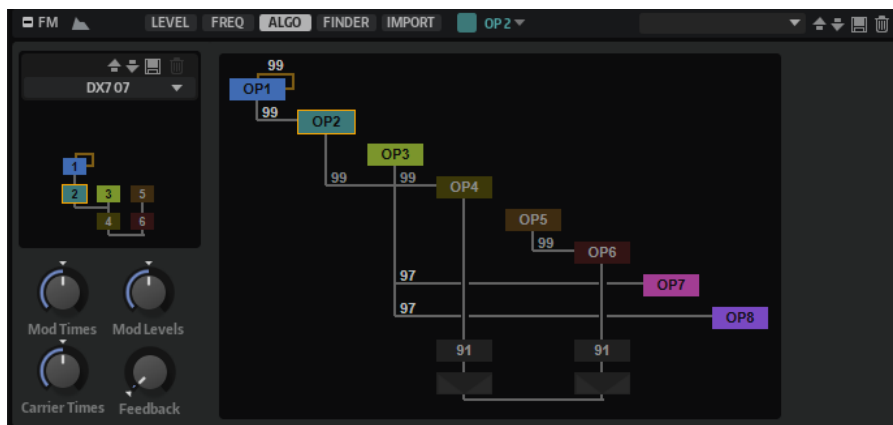 FM LEVEL FREQ ALGO FINDER IMPORT OP 2
DX7 07
1
2 3 5
4 6
Mod Times Mod Levels
Carrier Times Feedback
99
OP1
99
OP2
OP3
99 99
OP4
OP5
99
OP6
97
OP7
97
OP8
91 91